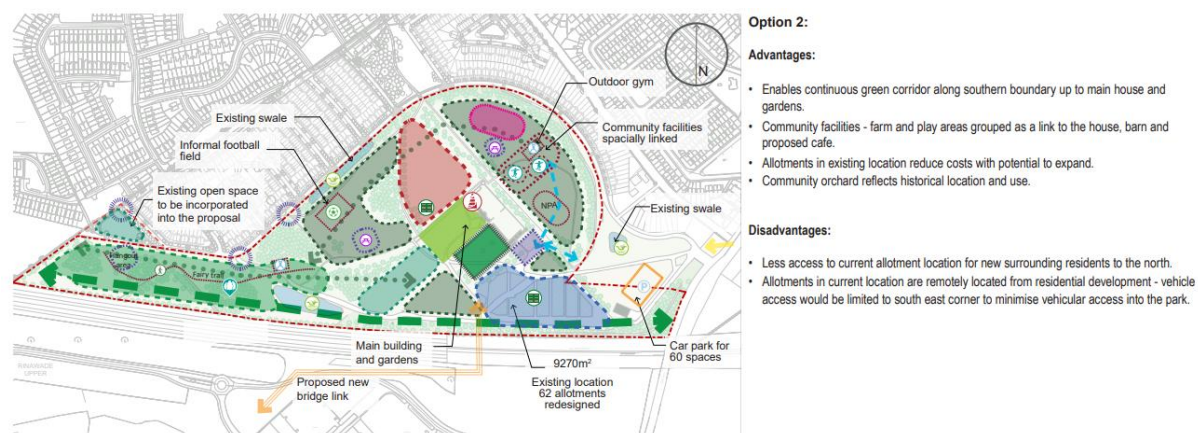 Option 2:
Advantages:
• Enables continuous green corridor along southern boundary up to main house and
gardens.
• Community facilities - farm and play areas grouped as a link to the house, barn and
proposed cafe.
• Allotments in existing location reduce costs with potential to expand.
• Community orchard reflects historical location and use.
Disadvantages:
• Less access to current allotment location for new surrounding residents to the north.
• Allotments in current location are remotely located from residential development - vehicle
access would be limited to south east corner to minimise vehicular access into the park.
N
Outdoor gym
Existing swale
Community facilities
spacially linked
Informal football
field
Existing open space
to be incorporated
into the proposal
NPA
Existing swale
Fairy trail
P
Main building
and gardens
Car park for
60 spaces
9270m²
Proposed new
bridge link
Existing location
62 allotments
redesigned
UPPER